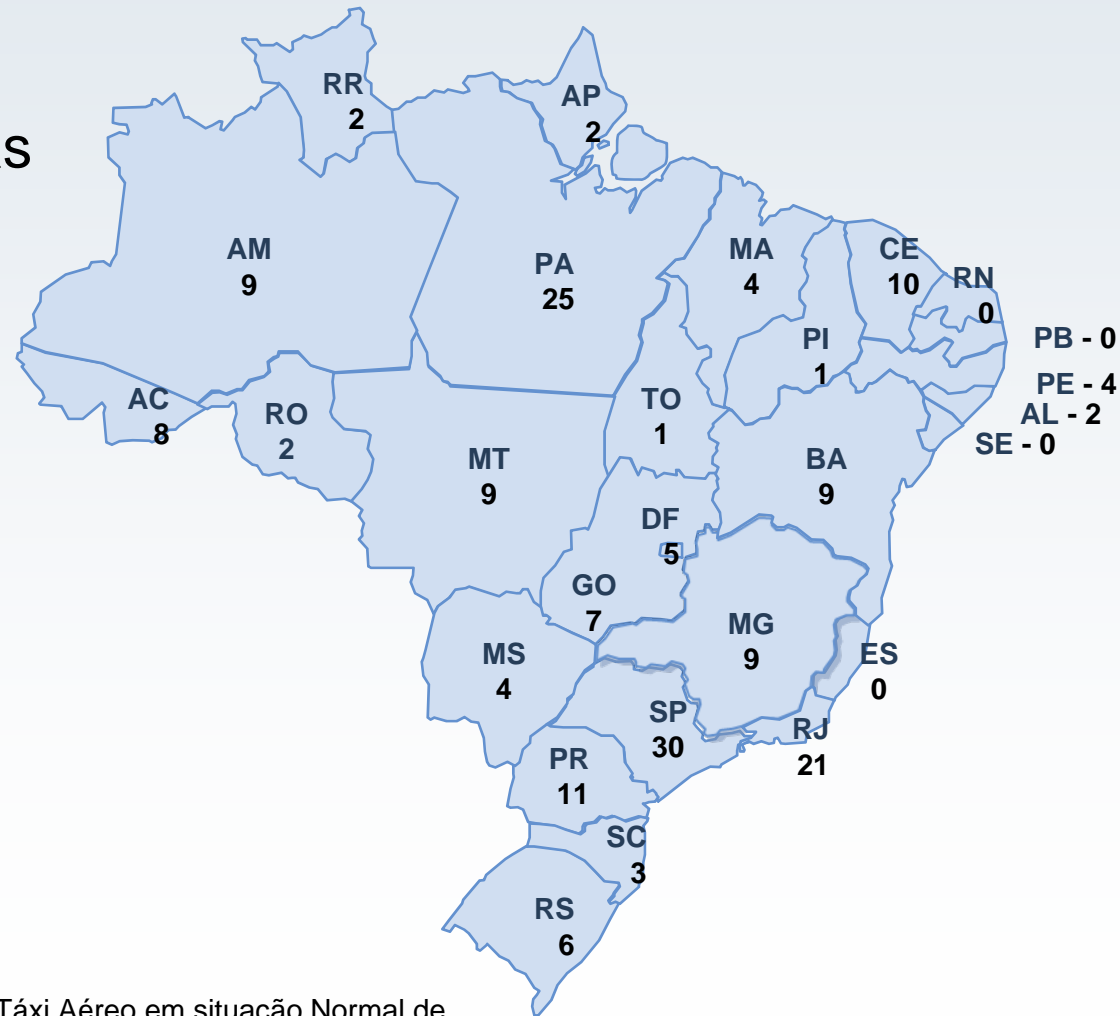 RR
2
AP
2
AM
9
PA
25
MA
4
CE
10
RN
0
PB - 0
PI
1
PE - 4
AL - 2
SE - 0
AC
8
RO
2
TO
1
MT
9
BA
9
DF
5
GO
7
MG
9
ES
0
MS
4
SP
30
RJ
21
PR
11
SC
3
RS
6
Táxi Aéreo em situação Normal de